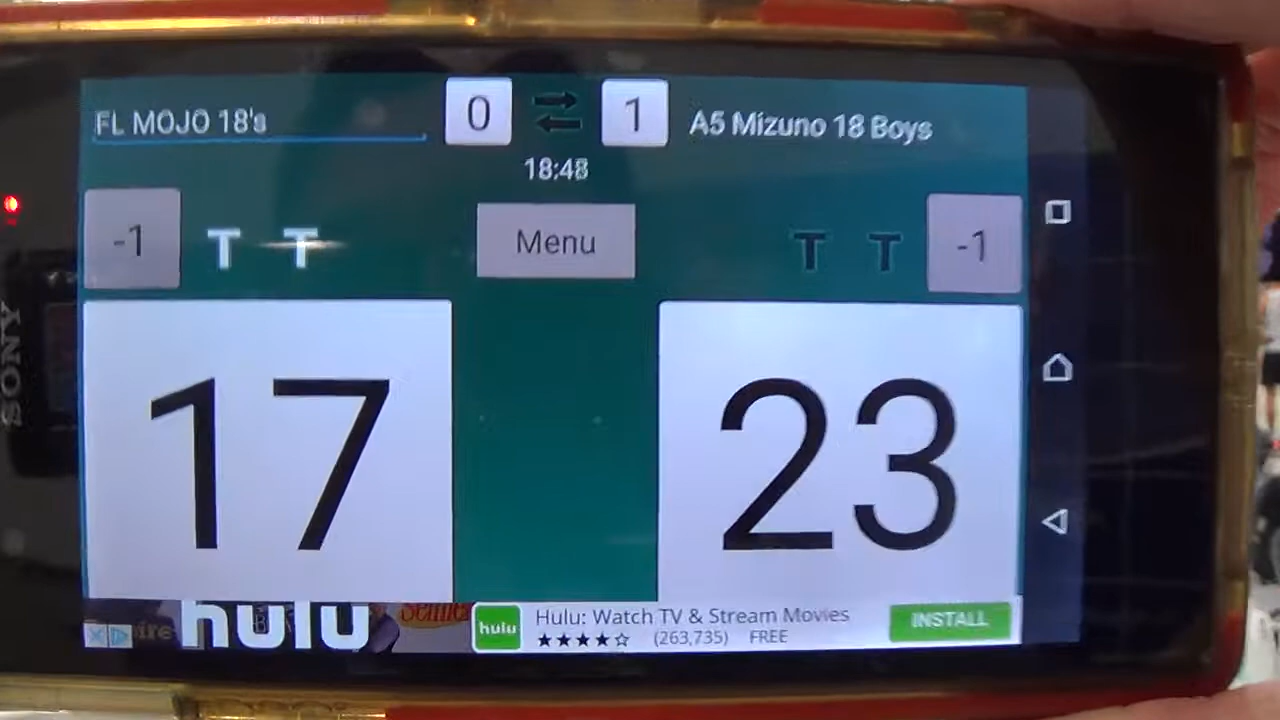 FL MOJO 18's
0
1
A5 Mizuno 18 Boys
18:48
-1
T T
Menu
T T
-1
17
23
SONY
hulu
hulu
Hulu: Watch TV & Stream Movies
(263,735) FREE
INSTALL